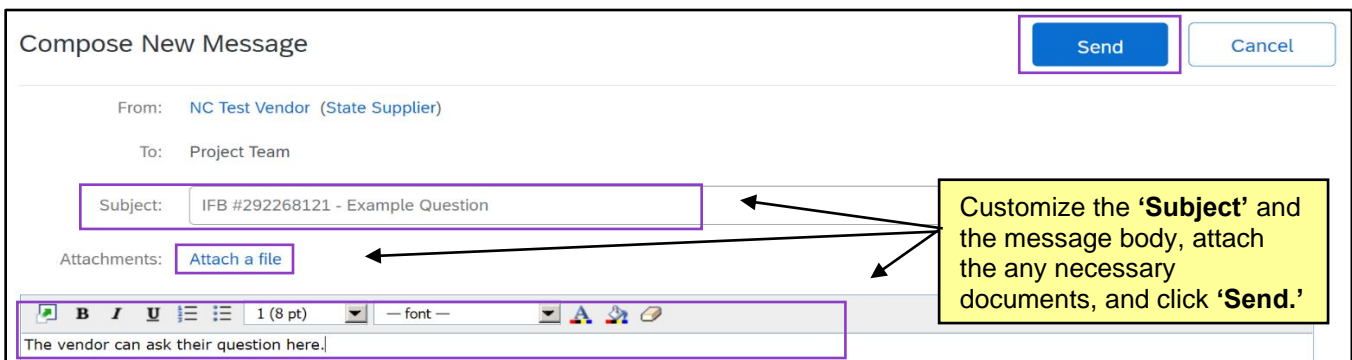 Compose New Message
Send
Cancel
From: NC Test Vendor (State Supplier)
To: Project Team
Subject: IFB #292268121 - Example Question
Attachments: Attach a file
Customize the ‘Subject’ and
the message body, attach
the any necessary
documents, and click ‘Send.’
B I U 1 (8 pt) — font — A
The vendor can ask their question here.